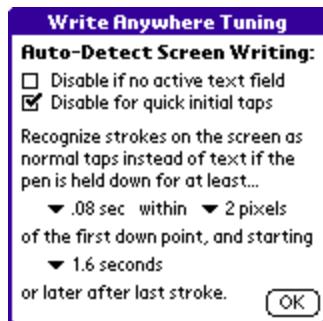 Write Anywhere Tuning
Auto-Detect Screen Writing:
Disable if no active text field
Disable for quick initial taps
Recognize strokes on the screen as
normal taps instead of text if the
pen is held down for at least...
.08 sec within 2 pixels
of the first down point, and starting
1.6 seconds
or later after last stroke.
OK